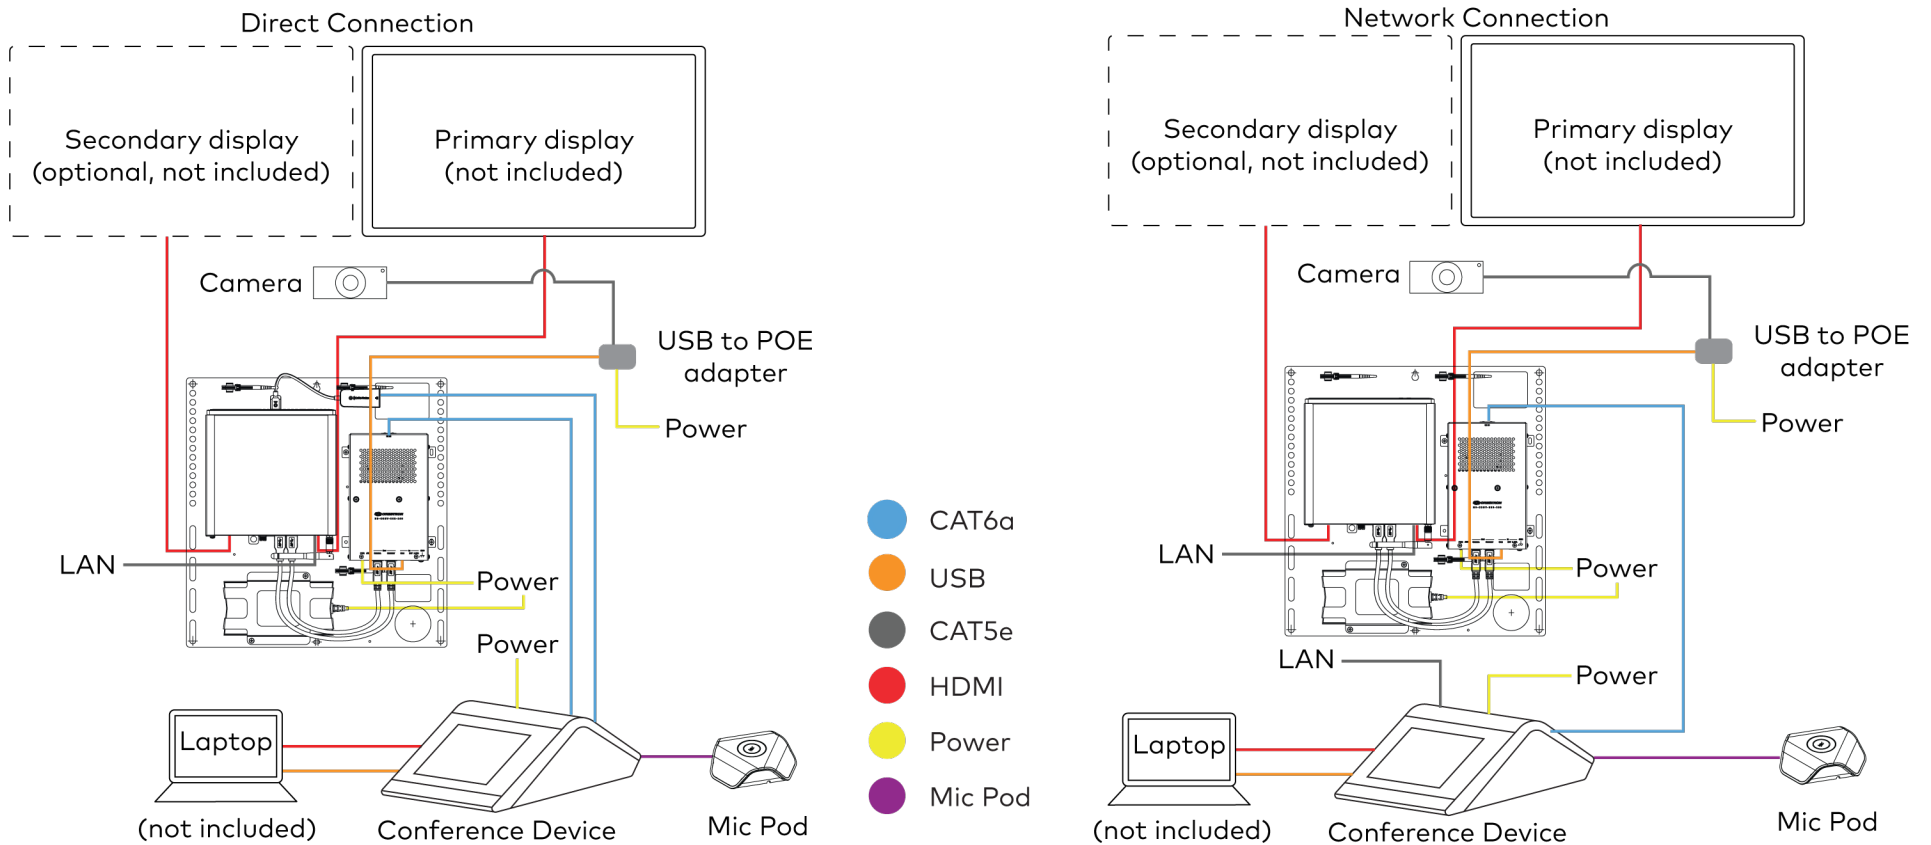 Direct Connection
Secondary display
(optional, not included)
Primary display
(not included)
Camera
USB to POE
adapter
Power
LAN
Power
Power
Laptop
(not included)
Conference Device
Mic Pod
CAT6a
USB
CAT5e
HDMI
Power
Mic Pod
Network Connection
Secondary display
(optional, not included)
Primary display
(not included)
Camera
USB to POE
adapter
Power
LAN
Power
LAN
Power
Laptop
(not included)
Conference Device
Mic Pod